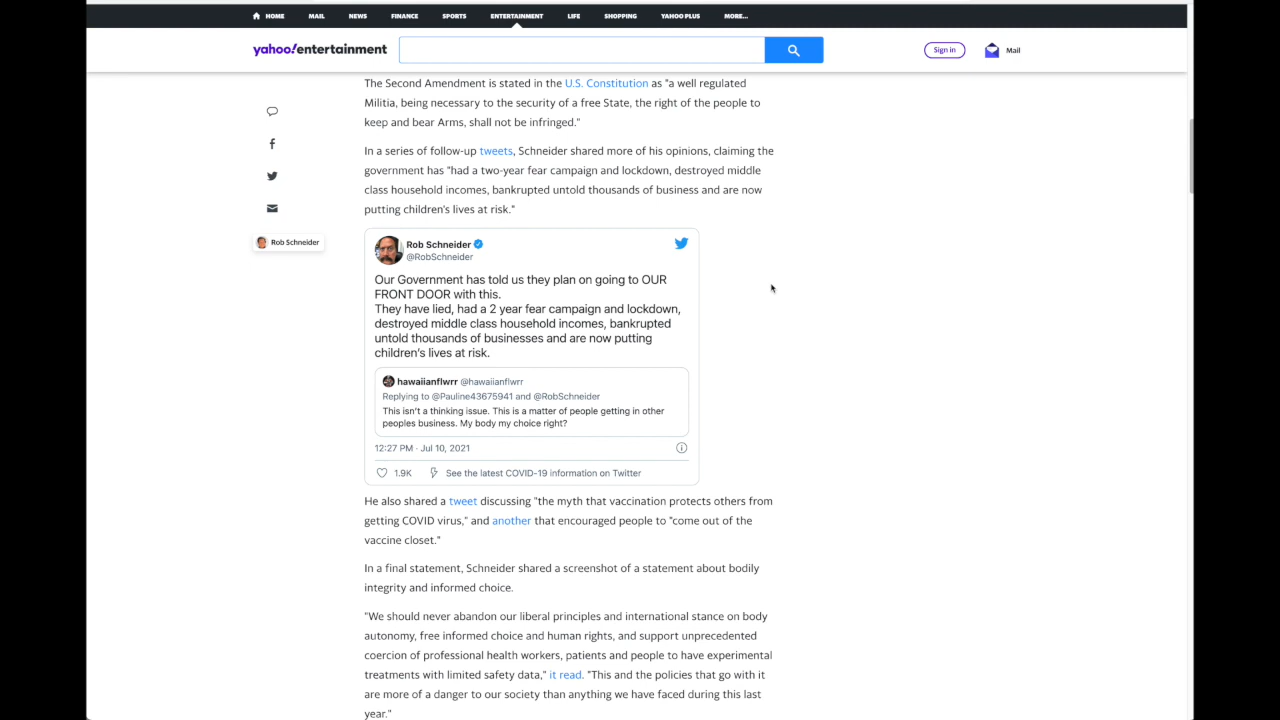 HOME MAIL NEWS FINANCE SPORTS ENTERTAINMENT LIFE SHOPPING YAHOO PLUS MORE...
yahoo!entertainment
Sign in
Mail
The Second Amendment is stated in the U.S. Constitution as "a well regulated
Militia, being necessary to the security of a free State, the right of the people to
keep and bear Arms, shall not be infringed."
In a series of follow-up tweets, Schneider shared more of his opinions, claiming the
government has "had a two-year fear campaign and lockdown, destroyed middle
class household incomes, bankrupted untold thousands of business and are now
putting children's lives at risk."
Rob Schneider
Rob Schneider
@RobSchneider
Our Government has told us they plan on going to OUR
FRONT DOOR with this.
They have lied, had a 2 year fear campaign and lockdown,
destroyed middle class household incomes, bankrupted
untold thousands of businesses and are now putting
children's lives at risk.
hawaiianflwrr @hawaiianflwrr
Replying to @Pauline43675941 and @RobSchneider
This isn't a thinking issue. This is a matter of people getting in other
peoples business. My body my choice right?
12:27 PM · Jul 10, 2021
1.9K See the latest COVID-19 information on Twitter
He also shared a tweet discussing "the myth that vaccination protects others from
getting COVID virus," and another that encouraged people to "come out of the
vaccine closet."
In a final statement, Schneider shared a screenshot of a statement about bodily
integrity and informed choice.
"We should never abandon our liberal principles and international stance on body
autonomy, free informed choice and human rights, and support unprecedented
coercion of professional health workers, patients and people to have experimental
treatments with limited safety data," it read. "This and the policies that go with it
are more of a danger to our society than anything we have faced during this last
year."